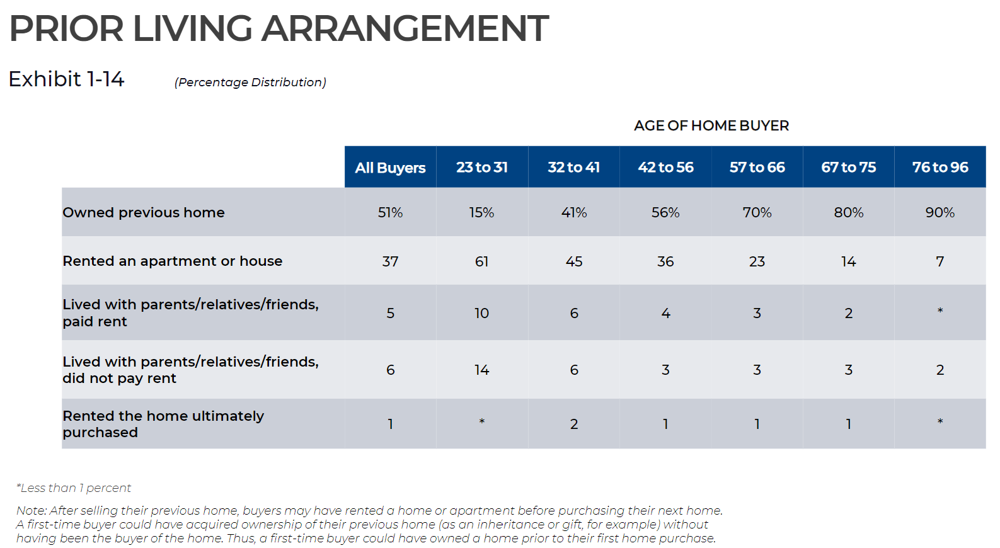 PRIOR LIVING ARRANGEMENT
Exhibit 1-14 (Percentage Distribution)
AGE OF HOME BUYER
All Buyers 23 to 31 32 to 41 42 to 56 57 to 66 67 to 75 76 to 96
Owned previous home 51% 15% 41% 56% 70% 80% 90%
Rented an apartment or house 37 61 45 36 23 14 7
Lived with parents/relatives/friends,
paid rent 5 10 6 4 3 2 *
Lived with parents/relatives/friends,
did not pay rent 6 14 6 3 3 3 2
Rented the home ultimately
purchased 1 * 2 1 1 1 *
*Less than 1 percent
Note: After selling their previous home, buyers may have rented a home or apartment before purchasing their next home.
A first-time buyer could have acquired ownership of their previous home (as an inheritance or gift, for example) without
having been the buyer of the home. Thus, a first-time buyer could have owned a home prior to their first home purchase.